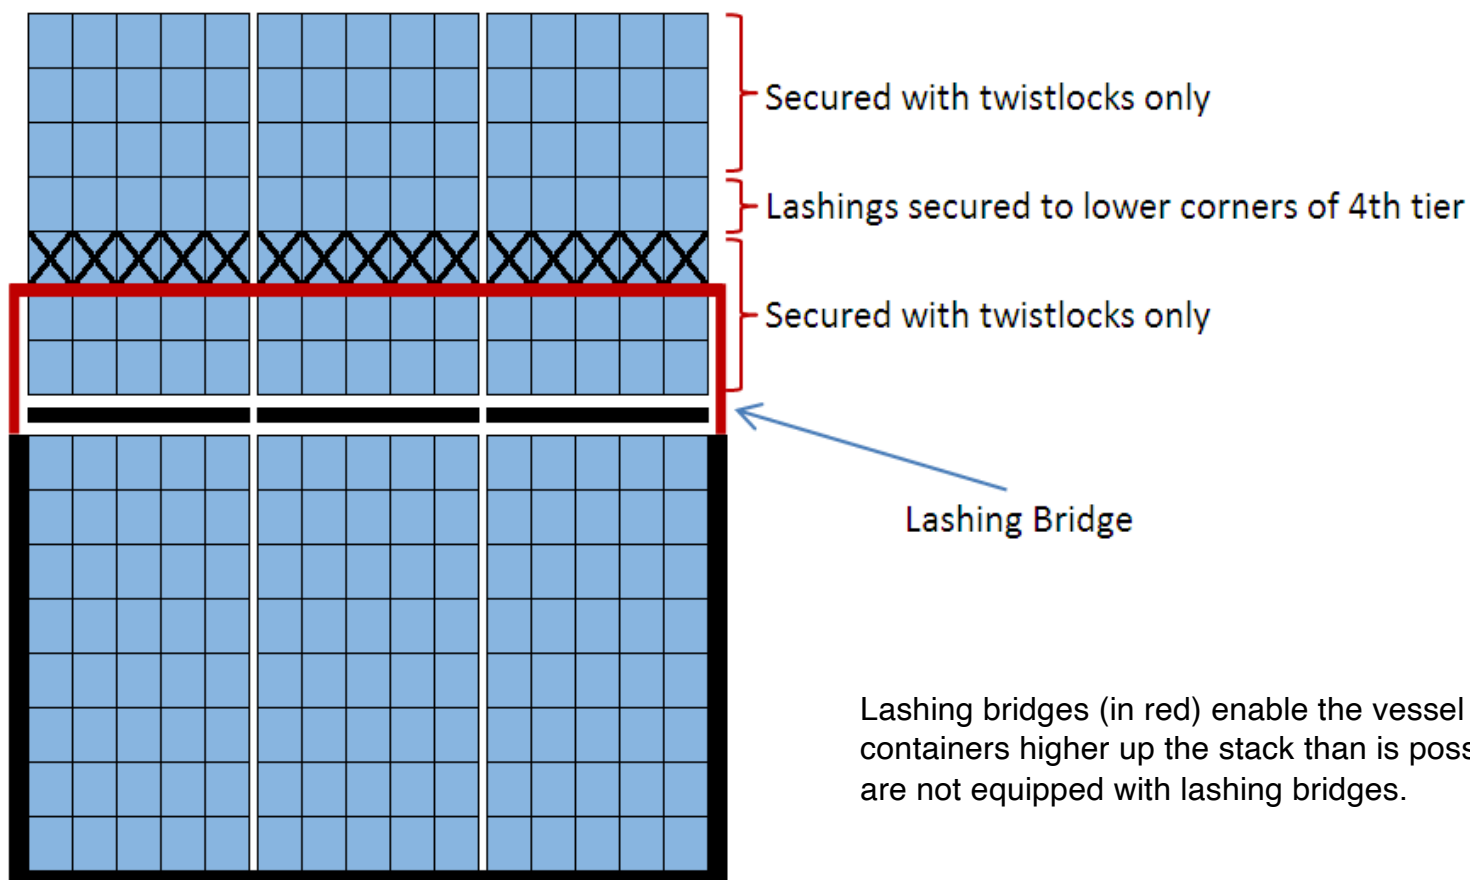 Secured with twistlocks only
Lashings secured to lower corners of 4th tier
Secured with twistlocks only
Lashing Bridge
Lashing bridges (in red) enable the vessel
containers higher up the stack than is
are not equipped with lashing bridges.